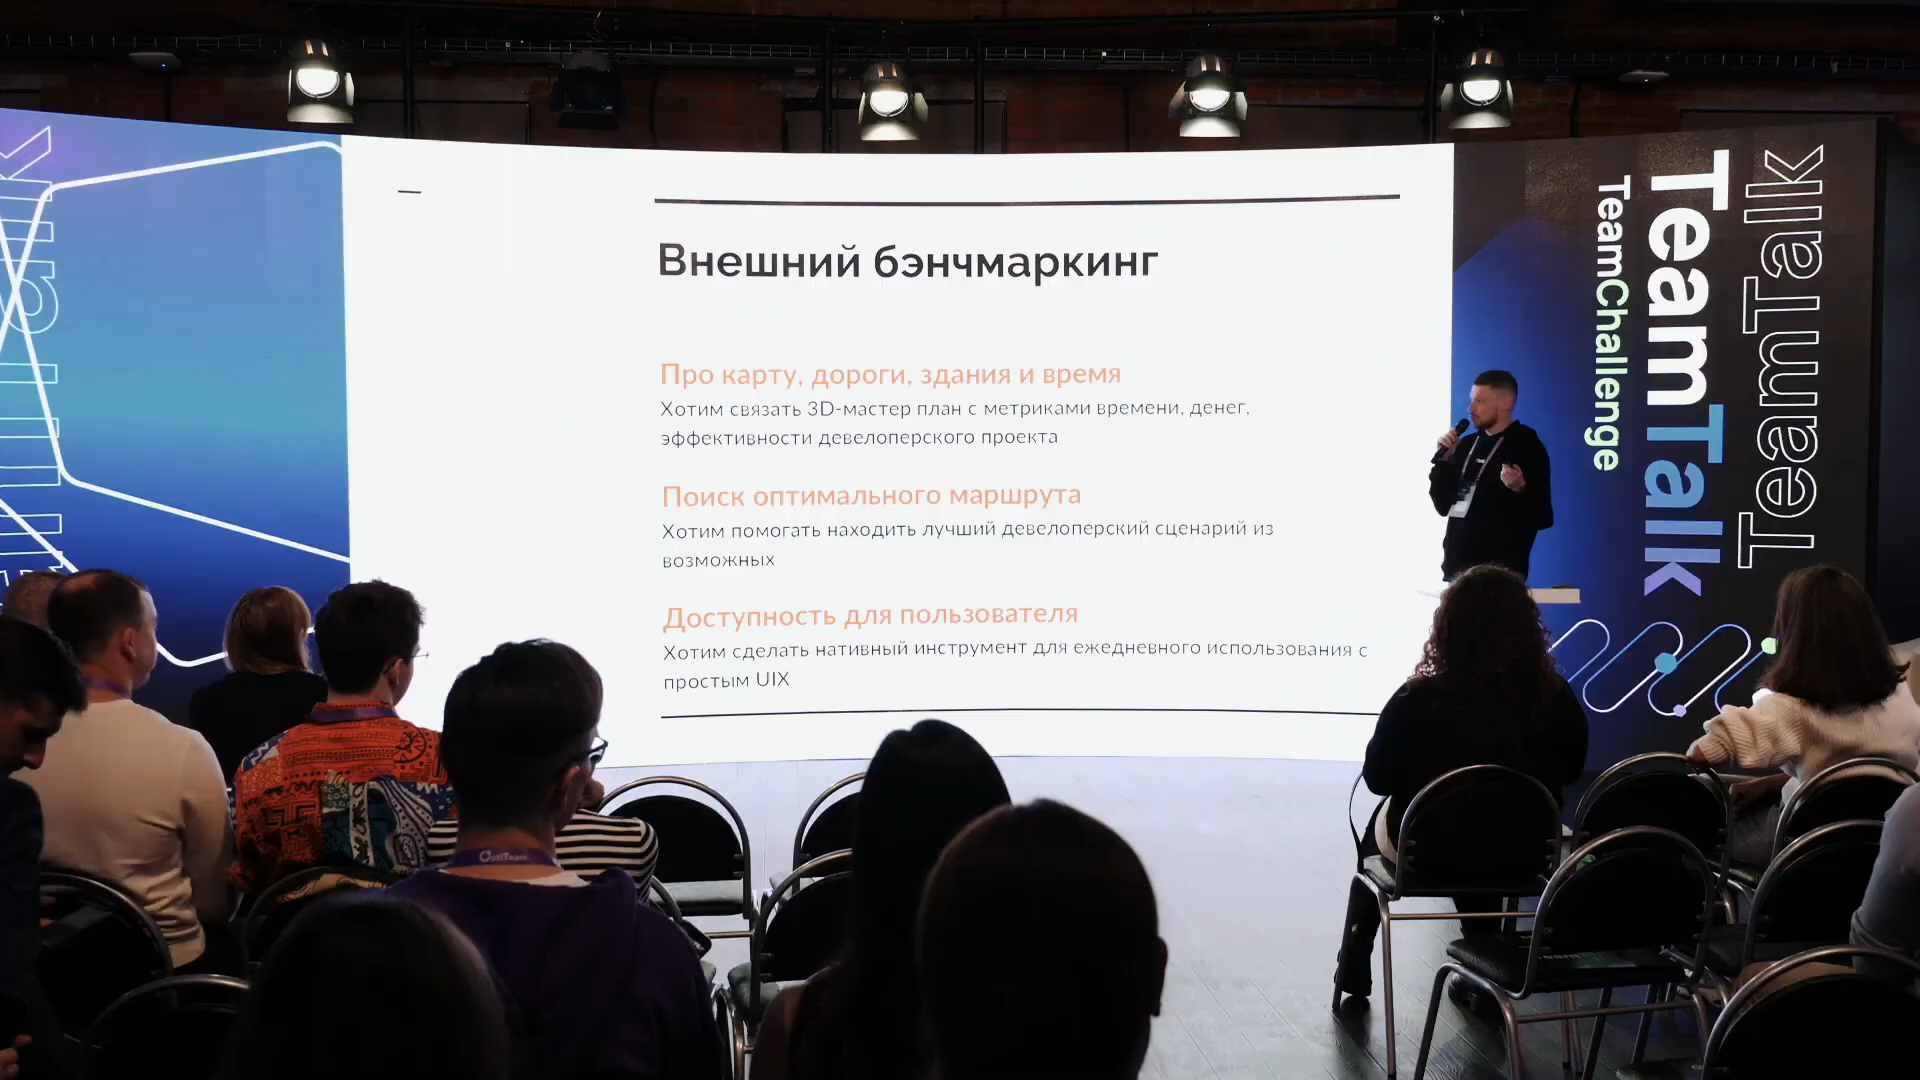 Внешний бэнчмаркинг
Про карту, дороги, здания и время
Хотим связать 3D-мастер план с метриками времени, денег,
эффективности девелоперского проекта
Поиск оптимального маршрута
Хотим помогать находить лучший девелоперский сценарий из
возможных
Доступность для пользователя
Хотим сделать нативный инструмент для ежедневного использования с
простым UIX
TeamChallenge
TeamTalk
TeamTalk
OptiTeam